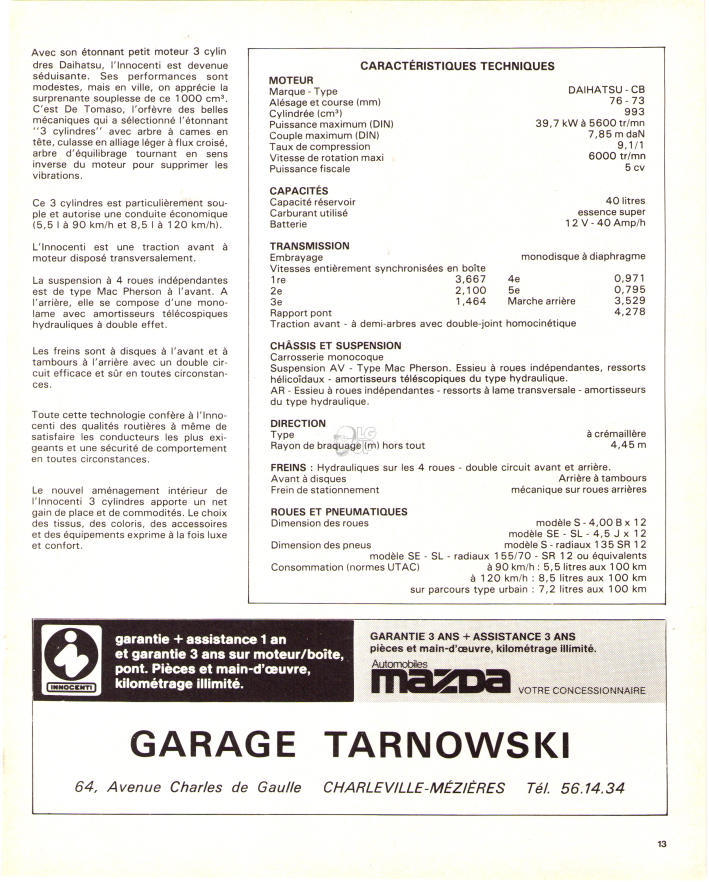 Avec son étonnant petit moteur 3 cylin
dres Daihatsu, l'Innocenti est devenue
séduisante. Ses performances sont
modestes, mais en ville, on apprécie la
surprenante souplesse de ce 1000 cm³.
C'est De Tomaso, l'orfèvre des belles
mécaniques qui a sélectionné l'étonnant
''3 cylindres'' avec arbre à cames en
tête, culasse en alliage léger à flux croisé,
arbre d'équilibrage tournant en sens
inverse du moteur pour supprimer les
vibrations.
Ce 3 cylindres est particulièrement sou-
ple et autorise une conduite économique
(5,5 l à 90 km/h et 8,5 l à 120 km/h).
L'Innocenti est une traction avant à
moteur disposé transversalement.
La suspension à 4 roues indépendantes
est de type Mac Pherson à l'avant. A
l'arrière, elle se compose d'une mono-
lame avec amortisseurs télécospiques
hydrauliques à double effet.
Les freins sont à disques à l'avant et à
tambours à l'arrière avec un double cir-
cuit efficace et sûr en toutes circonstan-
ces.
Toute cette technologie confère à l'Inno-
centi des qualités routières à même de
satisfaire les conducteurs les plus exi-
geants et une sécurité de comportement
en toutes circonstances.
Le nouvel aménagement intérieur de
l'Innocenti 3 cylindres apporte un net
gain de place et de commodités. Le choix
des tissus, des coloris, des accessoires
et des équipements exprime à la fois luxe
et confort.
CARACTÉRISTIQUES TECHNIQUES
MOTEUR
Marque - Type DAIHATSU - CB
Alésage et course (mm) 76 - 73
Cylindrée (cm³) 993
Puissance maximum (DIN) 39,7 kW à 5600 tr/mn
Couple maximum (DIN) 7,85 m daN
Taux de compression 9,1/1
Vitesse de rotation maxi 6000 tr/mn
Puissance fiscale 5 cv
CAPACITÉS
Capacité réservoir 40 litres
Carburant utilisé essence super
Batterie 12 V - 40 Amp/h
TRANSMISSION
Embrayage monodisque à diaphragme
Vitesses entièrement synchronisées en boîte
1re 3,667 4e 0,971
2e 2,100 5e 0,795
3e 1,464 Marche arrière 3,529
Rapport pont 4,278
Traction avant - à demi-arbres avec double-joint homocinétique
CHÂSSIS ET SUSPENSION
Carrosserie monocoque
Suspension AV - Type Mac Pherson. Essieu à roues indépendantes, ressorts
hélicoïdaux - amortisseurs téléscopiques du type hydraulique.
AR - Essieu à roues indépendantes - ressorts à lame transversale - amortisseurs
du type hydraulique.
DIRECTION
Type à crémaillère
Rayon de braquage (m) hors tout 4,45 m
FREINS : Hydrauliques sur les 4 roues - double circuit avant et arrière.
Avant à disques Arrière à tambours
Frein de stationnement mécanique sur roues arrières
ROUES ET PNEUMATIQUES
Dimension des roues modèle S - 4,00 B x 12
modèle SE - SL - 4,5 J x 12
Dimension des pneus modèle S - radiaux 135 SR 12
modèle SE - SL - radiaux 155/70 - SR 12 ou équivalents
Consommation (normes UTAC) à 90 km/h : 5,5 litres aux 100 km
à 120 km/h : 8,5 litres aux 100 km
sur parcours type urbain : 7,2 litres aux 100 km
INNOCENTI
garantie + assistance 1 an
et garantie 3 ans sur moteur/boîte,
pont. Pièces et main-d'œuvre,
kilométrage illimité.
GARANTIE 3 ANS + ASSISTANCE 3 ANS
pièces et main-d'œuvre, kilométrage illimité.
Automobiles
mazda VOTRE CONCESSIONNAIRE
GARAGE TARNOWSKI
64, Avenue Charles de Gaulle CHARLEVILLE-MÉZIÈRES Tél. 56.14.34
13